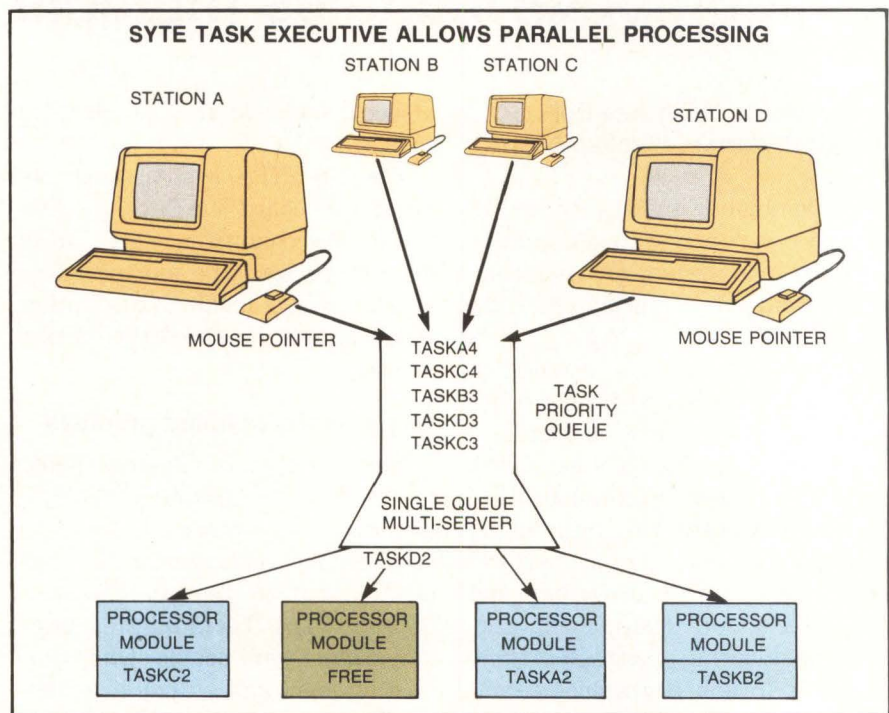 SYTE TASK EXECUTIVE ALLOWS PARALLEL PROCESSING
STATION B
STATION C
STATION A
STATION D
MOUSE POINTER
MOUSE POINTER
TASKA4
TASKC4
TASKB3
TASKD3
TASKC3
TASK
PRIORITY
QUEUE
SINGLE QUEUE
MULTI-SERVER
TASKD2
PROCESSOR
MODULE
TASKC2
PROCESSOR
MODULE
FREE
PROCESSOR
MODULE
TASKA2
PROCESSOR
MODULE
TASKB2